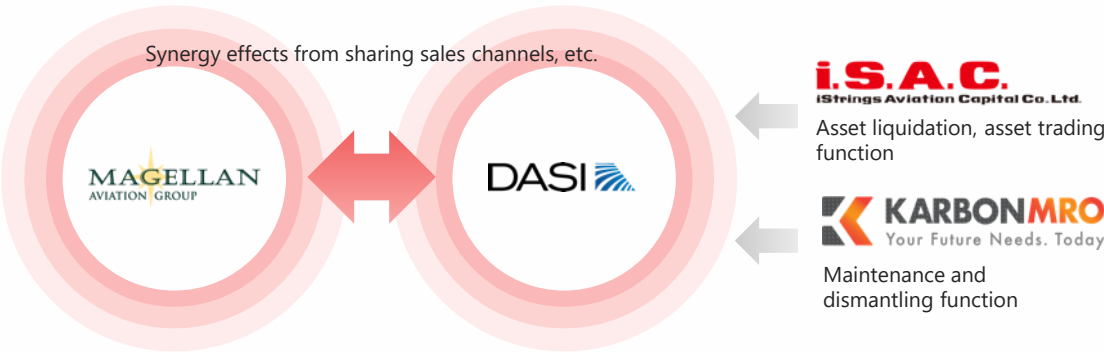 Synergy effects from sharing sales channels, etc.
MAGELLAN
AVIATION GROUP
DASI
i.S.A.C.
iStrings Aviation Capital Co.Ltd.
Asset liquidation, asset trading
function
KARBONMRO
Your Future Needs. Today
Maintenance and
dismantling function